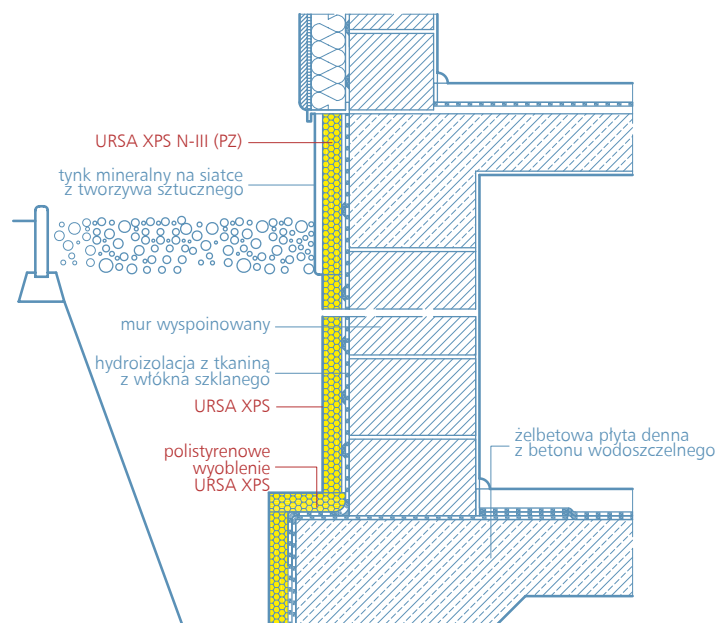 URSA XPS N-III (PZ)
tynk mineralny na siatce
z tworzywa sztucznego
mur wyspoinowany
hydroizolacja z tkaniną
z włókna szklanego
URSA XPS
polistyrenowe
wyoblenie
URSA XPS
żelbetowa płyta denna
z betonu wodoszczelnego